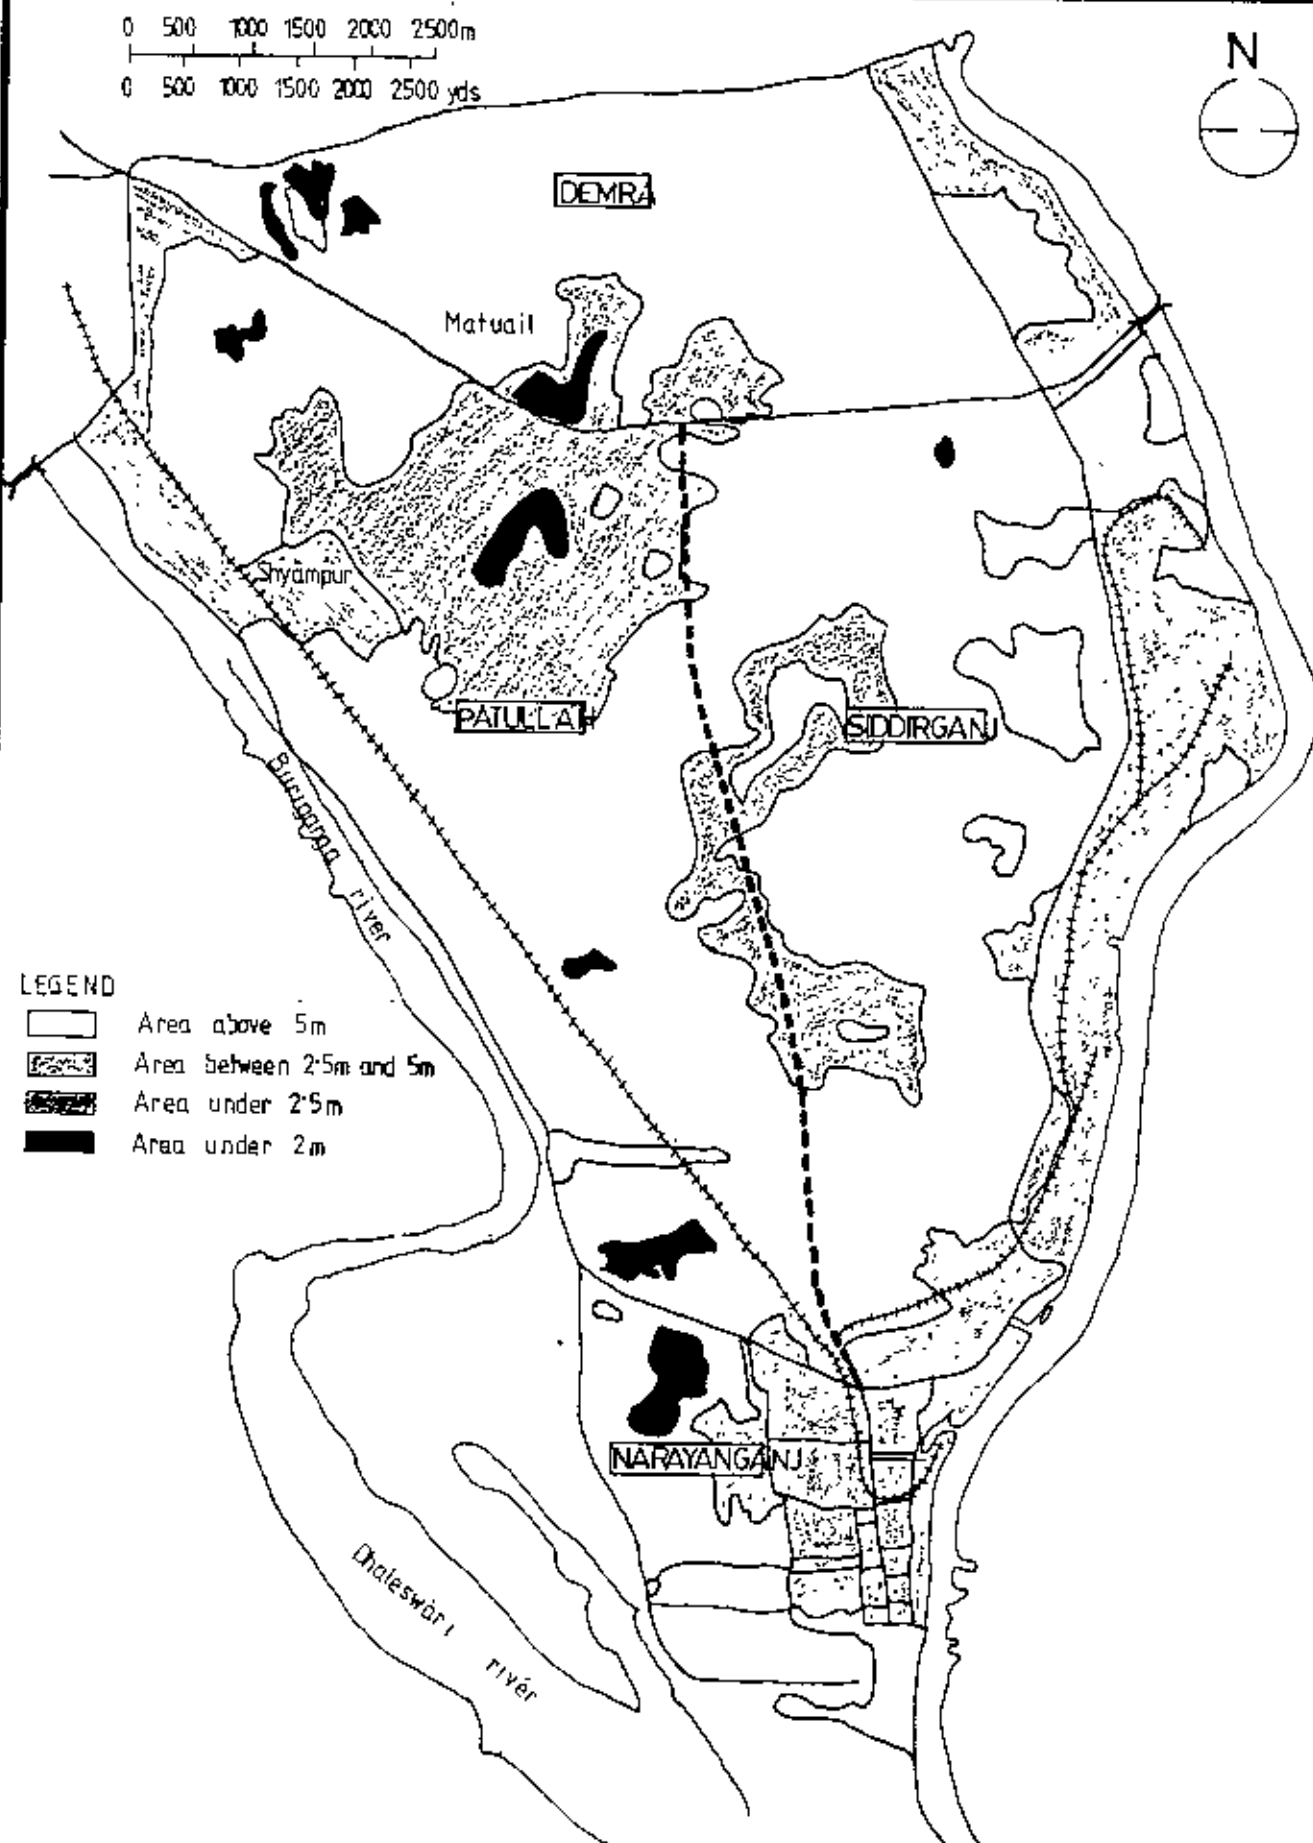 0 500 1000 1500 2000 2500m
0 500 1000 1500 2000 2500 yds
N
DEMRA
Matuail
Shyampur
PATULLAH
SIDDIRGANJ
Buriganga river
LEGEND
Area above 5m
Area between 2·5m and 5m
Area under 2·5m
Area under 2m
NARAYANGANJ
Dhaleswari river